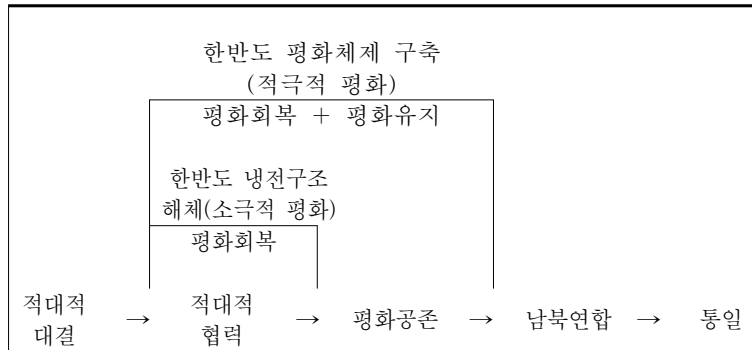 한반도 평화체제 구축
(적극적 평화)
평화회복 + 평화유지
한반도 냉전구조
해체(소극적 평화)
평화회복
적대적 대결 → 적대적 협력 → 평화공존 → 남북연합 → 통일